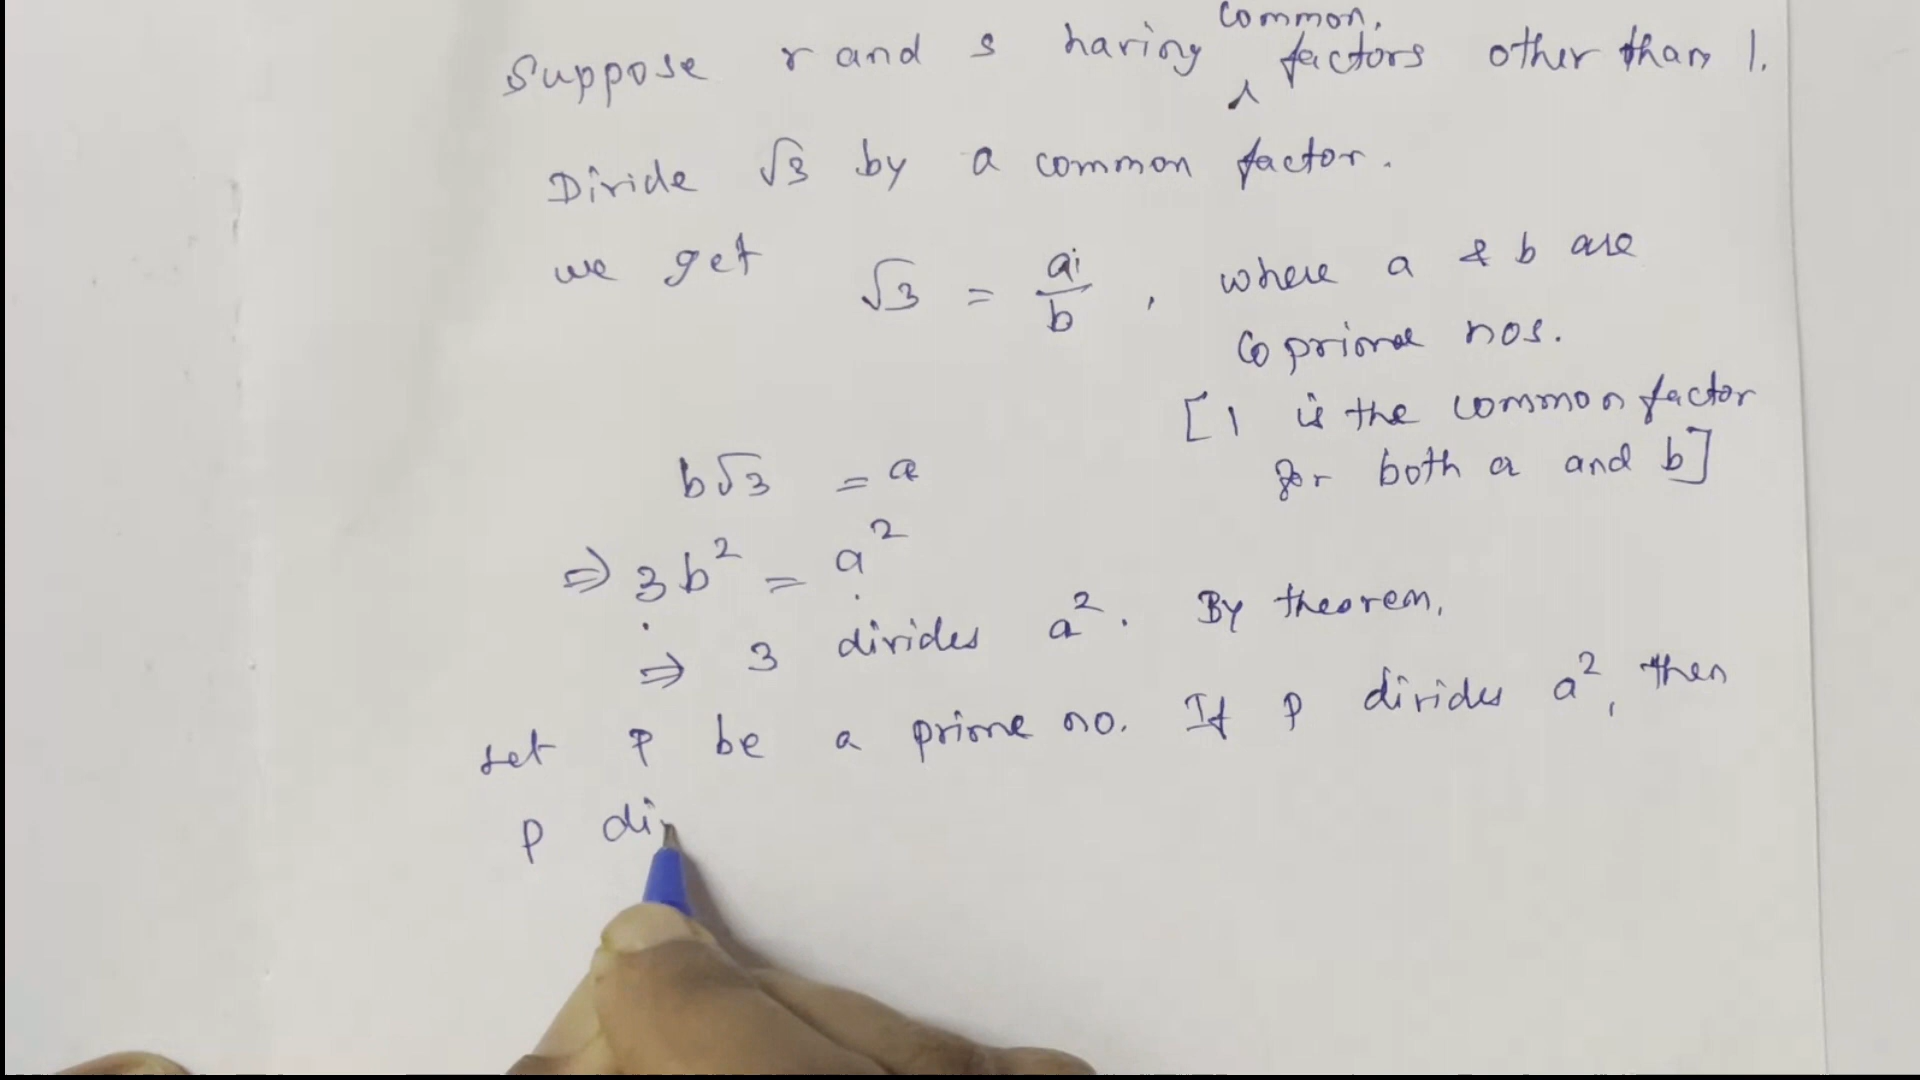 common.
Suppose r and s having ‸ factors other than 1.
Divide √3 by a common factor.
we get √3 = a/b , where a & b are
Coprime nos.
[1 is the common factor
for both a and b]
b√3 = a
⇒ 3b² = a²
⇒ 3 divides a². By theorem,
Let P be a prime no. If P divides a², then
P div